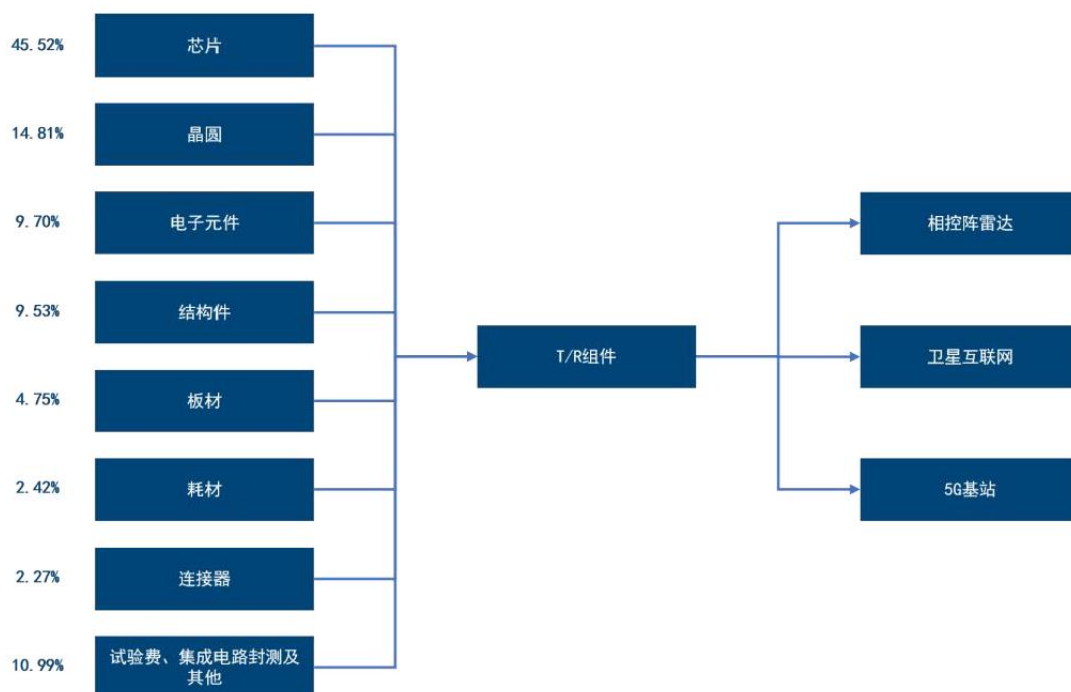 45.52%
芯片
14.81%
晶圆
9.70%
电子元件
9.53%
结构件
4.75%
板材
2.42%
耗材
2.27%
连接器
10.99%
试验费、集成电路封测及
其他
T/R组件
相控阵雷达
卫星互联网
5G基站